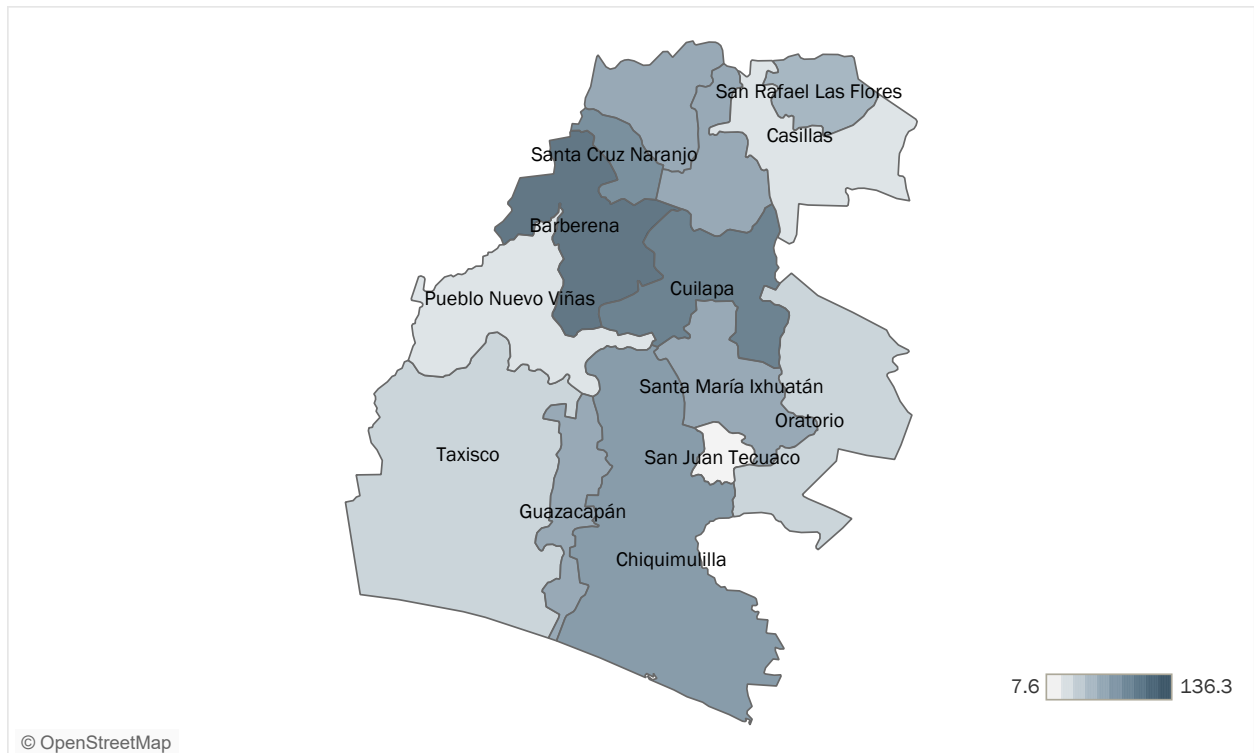 San Rafael Las Flores
Casillas
Santa Cruz Naranjo
Barberena
Cuilapa
Pueblo Nuevo Viñas
Santa María Ixhuatán
Oratorio
Taxisco
San Juan Tecuaco
Guazacapán
Chiquimulilla
7.6
136.3
© OpenStreetMap